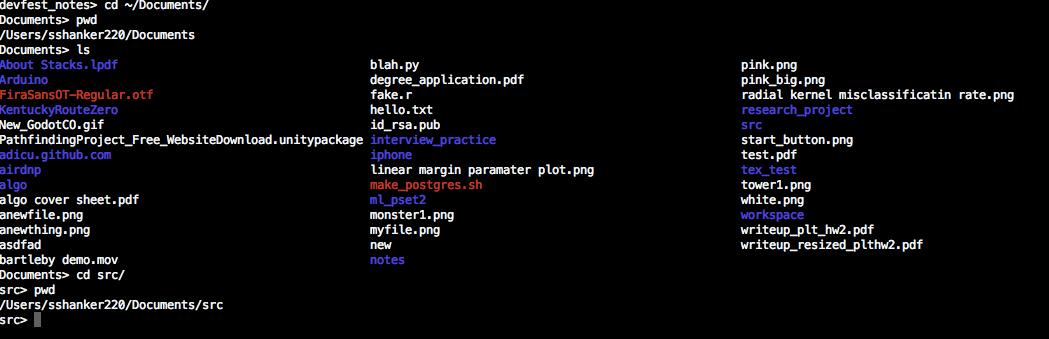 devfest_notes> cd ~/Documents/
Documents> pwd
/Users/sshanker220/Documents
Documents> ls
About Stacks.lpdf blah.py pink.png
Arduino degree_application.pdf pink_big.png
FiraSansOT-Regular.otf fake.r radial kernel misclassificatin rate.png
KentuckyRouteZero hello.txt research_project
New_GodotCO.gif id_rsa.pub src
PathfindingProject_Free_WebsiteDownload.unitypackage interview_practice start_button.png
adicu.github.com iphone test.pdf
airdnp linear margin paramater plot.png tex_test
algo make_postgres.sh tower1.png
algo cover sheet.pdf ml_pset2 white.png
anewfile.png monster1.png workspace
anewthing.png myfile.png writeup_plt_hw2.pdf
asdfad new writeup_resized_plthw2.pdf
bartleby demo.mov notes
Documents> cd src/
src> pwd
/Users/sshanker220/Documents/src
src>